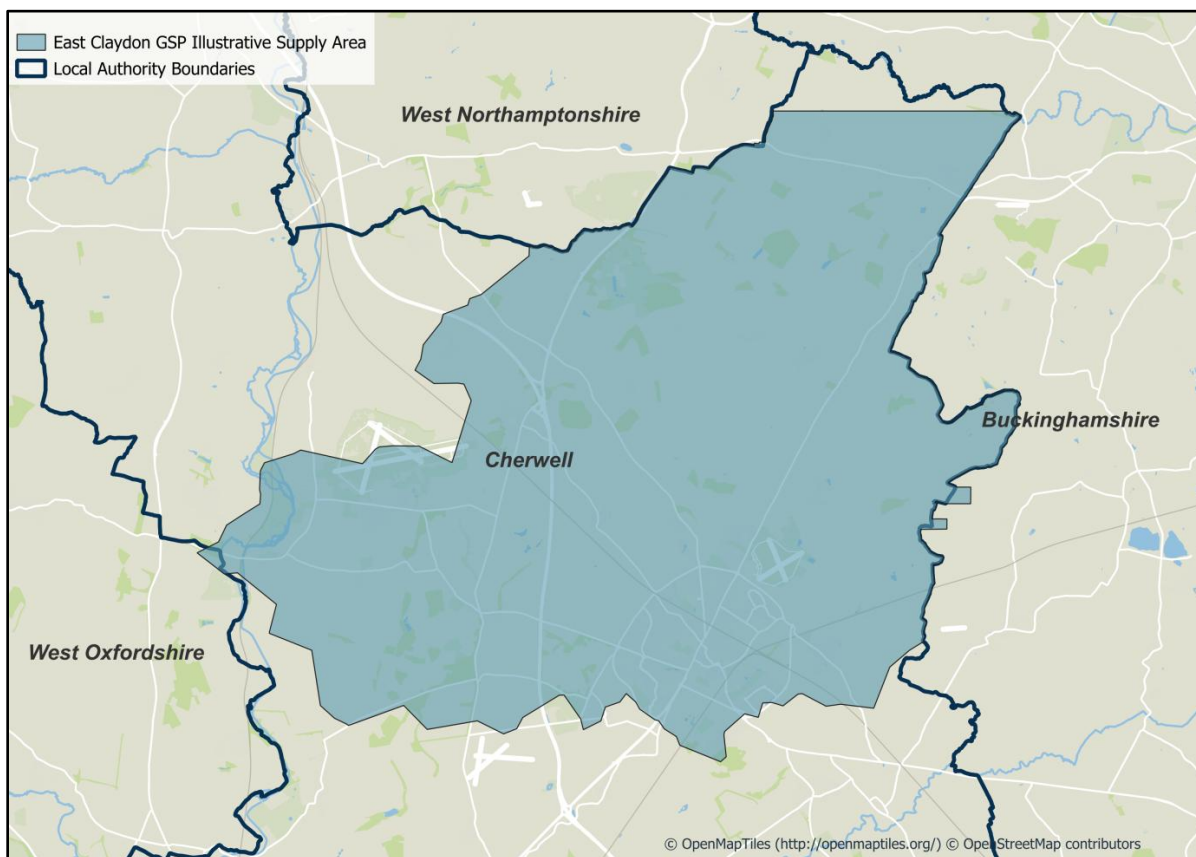 East Claydon GSP Illustrative Supply Area
Local Authority Boundaries
West Northamptonshire
Buckinghamshire
Cherwell
West Oxfordshire
© OpenMapTiles (http://openmaptiles.org/) © OpenStreetMap contributors